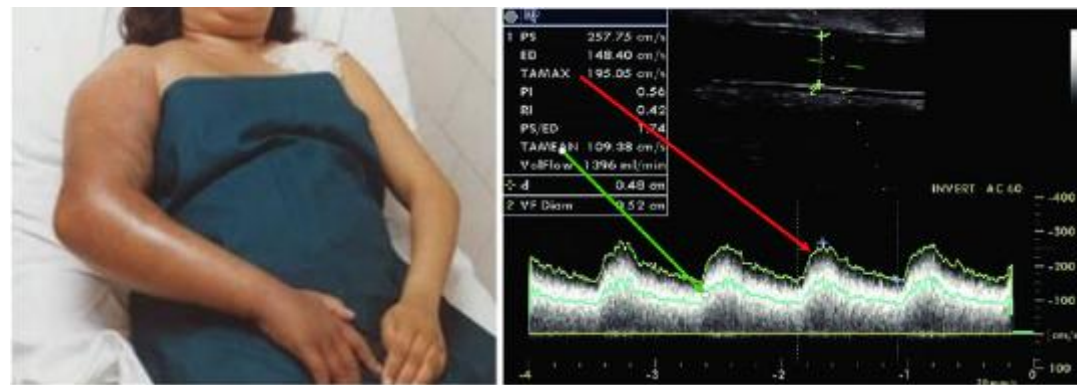 1 PS 257.75 cm/s
ED 148.40 cm/s
TAMAX 195.05 cm/s
PI 0.56
RI 0.42
PS/ED 1.74
TAMEAN 109.38 cm/s
VolFlow 1396 ml/min
d 0.48 cm
2 VF Diam 0.52 cm
INVERT AC 60
-400
-300
-200
-100
cm/s
100
-4 -3 -2 -1 0